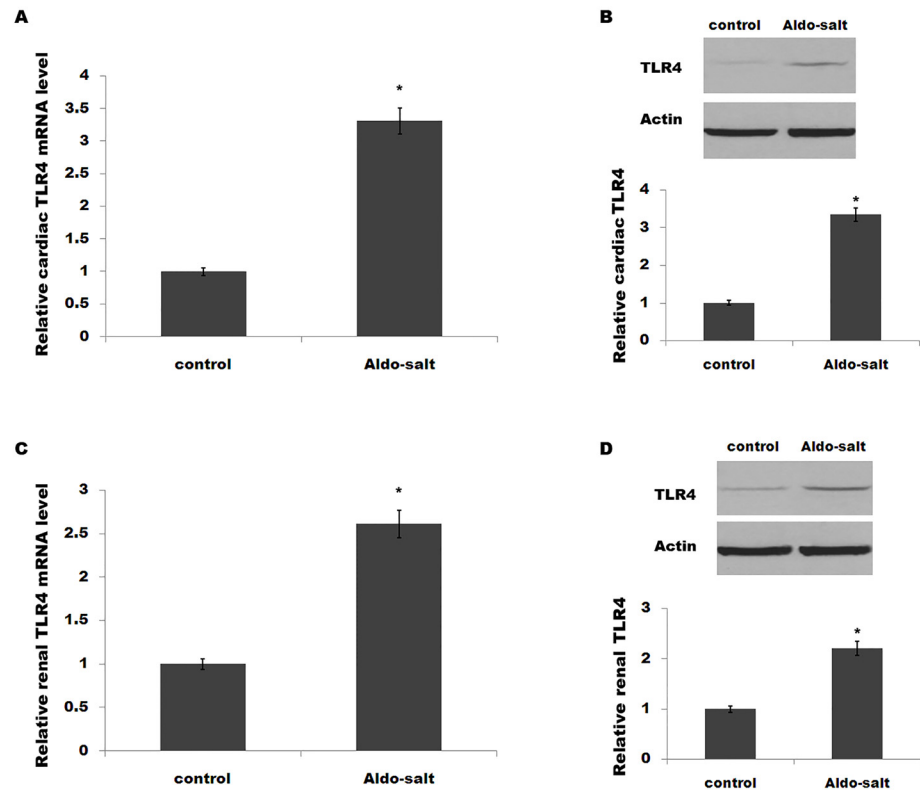 A
Relative cardiac TLR4 mRNA level
4
3.5
3
2.5
2
1.5
1
0.5
0
*
control Aldo-salt
B
control Aldo-salt
TLR4
Actin
Relative cardiac TLR4
4
3
2
1
0
*
control Aldo-salt
C
Relative renal TLR4 mRNA level
3
2.5
2
1.5
1
0.5
0
*
control Aldo-salt
D
control Aldo-salt
TLR4
Actin
Relative renal TLR4
3
2
1
0
*
control Aldo-salt